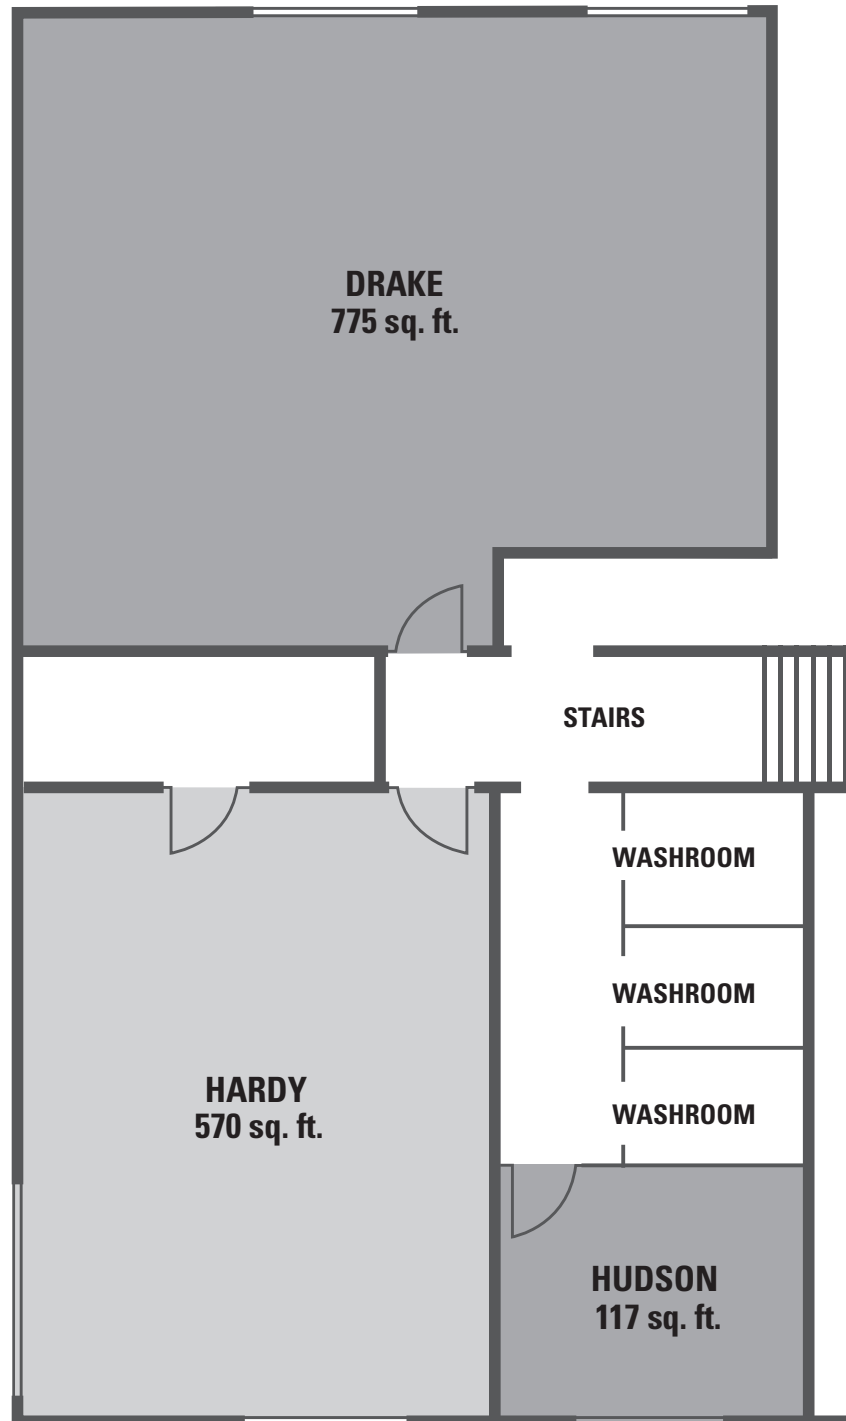 DRAKE
775 sq. ft.
STAIRS
WASHROOM
WASHROOM
HARDY
570 sq. ft.
WASHROOM
HUDSON
117 sq. ft.